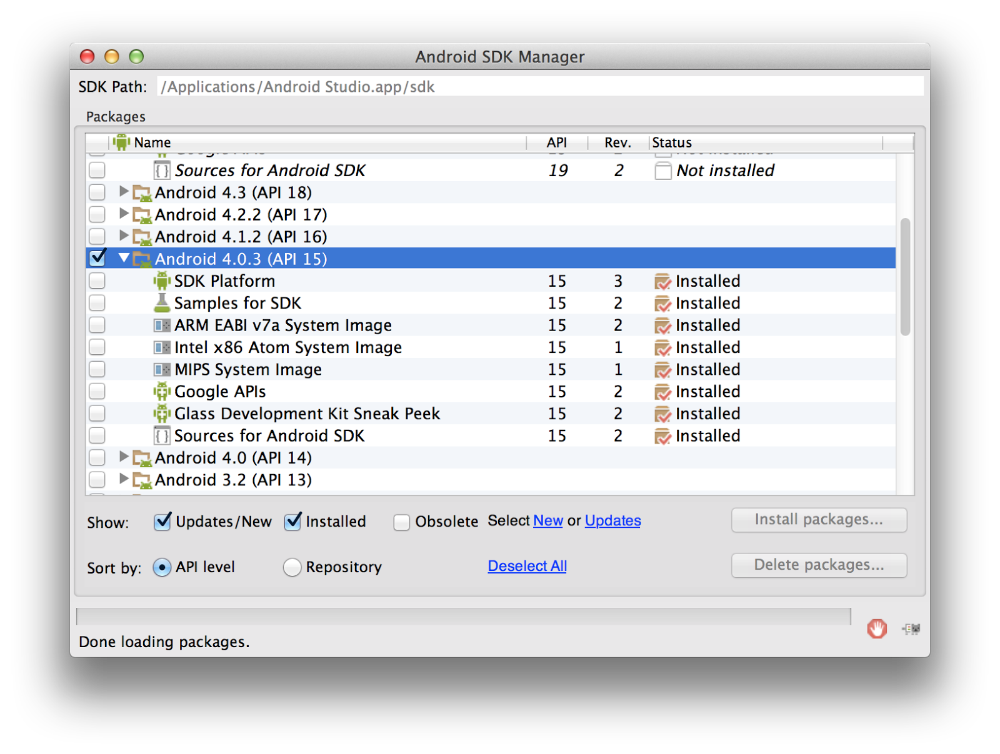 Android SDK Manager
SDK Path: /Applications/Android Studio.app/sdk
Packages
Name API Rev. Status
Sources for Android SDK 19 2 Not installed
Android 4.3 (API 18)
Android 4.2.2 (API 17)
Android 4.1.2 (API 16)
Android 4.0.3 (API 15)
SDK Platform 15 3 Installed
Samples for SDK 15 2 Installed
ARM EABI v7a System Image 15 2 Installed
Intel x86 Atom System Image 15 1 Installed
MIPS System Image 15 1 Installed
Google APIs 15 2 Installed
Glass Development Kit Sneak Peek 15 2 Installed
Sources for Android SDK 15 2 Installed
Android 4.0 (API 14)
Android 3.2 (API 13)
Show: Updates/New Installed Obsolete Select New or Updates Install packages...
Sort by: API level Repository Deselect All Delete packages...
Done loading packages.